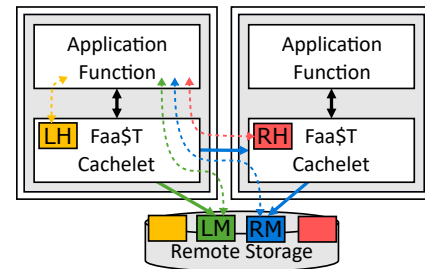 Application
Function
LH
Faa$T
Cachelet
Application
Function
RH
Faa$T
Cachelet
LM
RM
Remote Storage